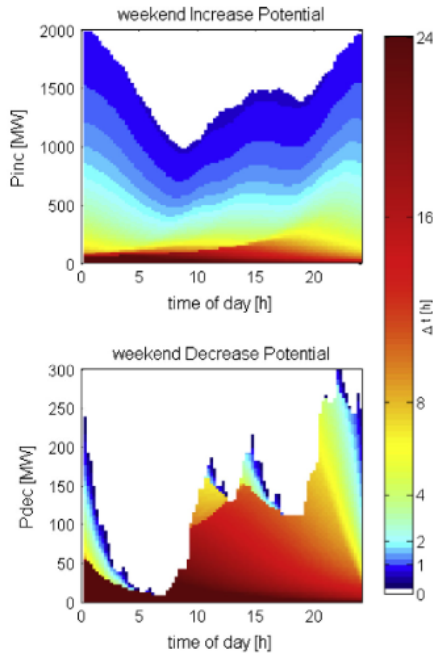 weekend Increase Potential
2000
1500
1000
500
0
Pinc [MW]
0 5 10 15 20
time of day [h]
weekend Decrease Potential
300
250
200
150
100
50
0
Pdec [MW]
0 5 10 15 20
time of day [h]
24
16
8
4
2
1
0
Δ t [h]